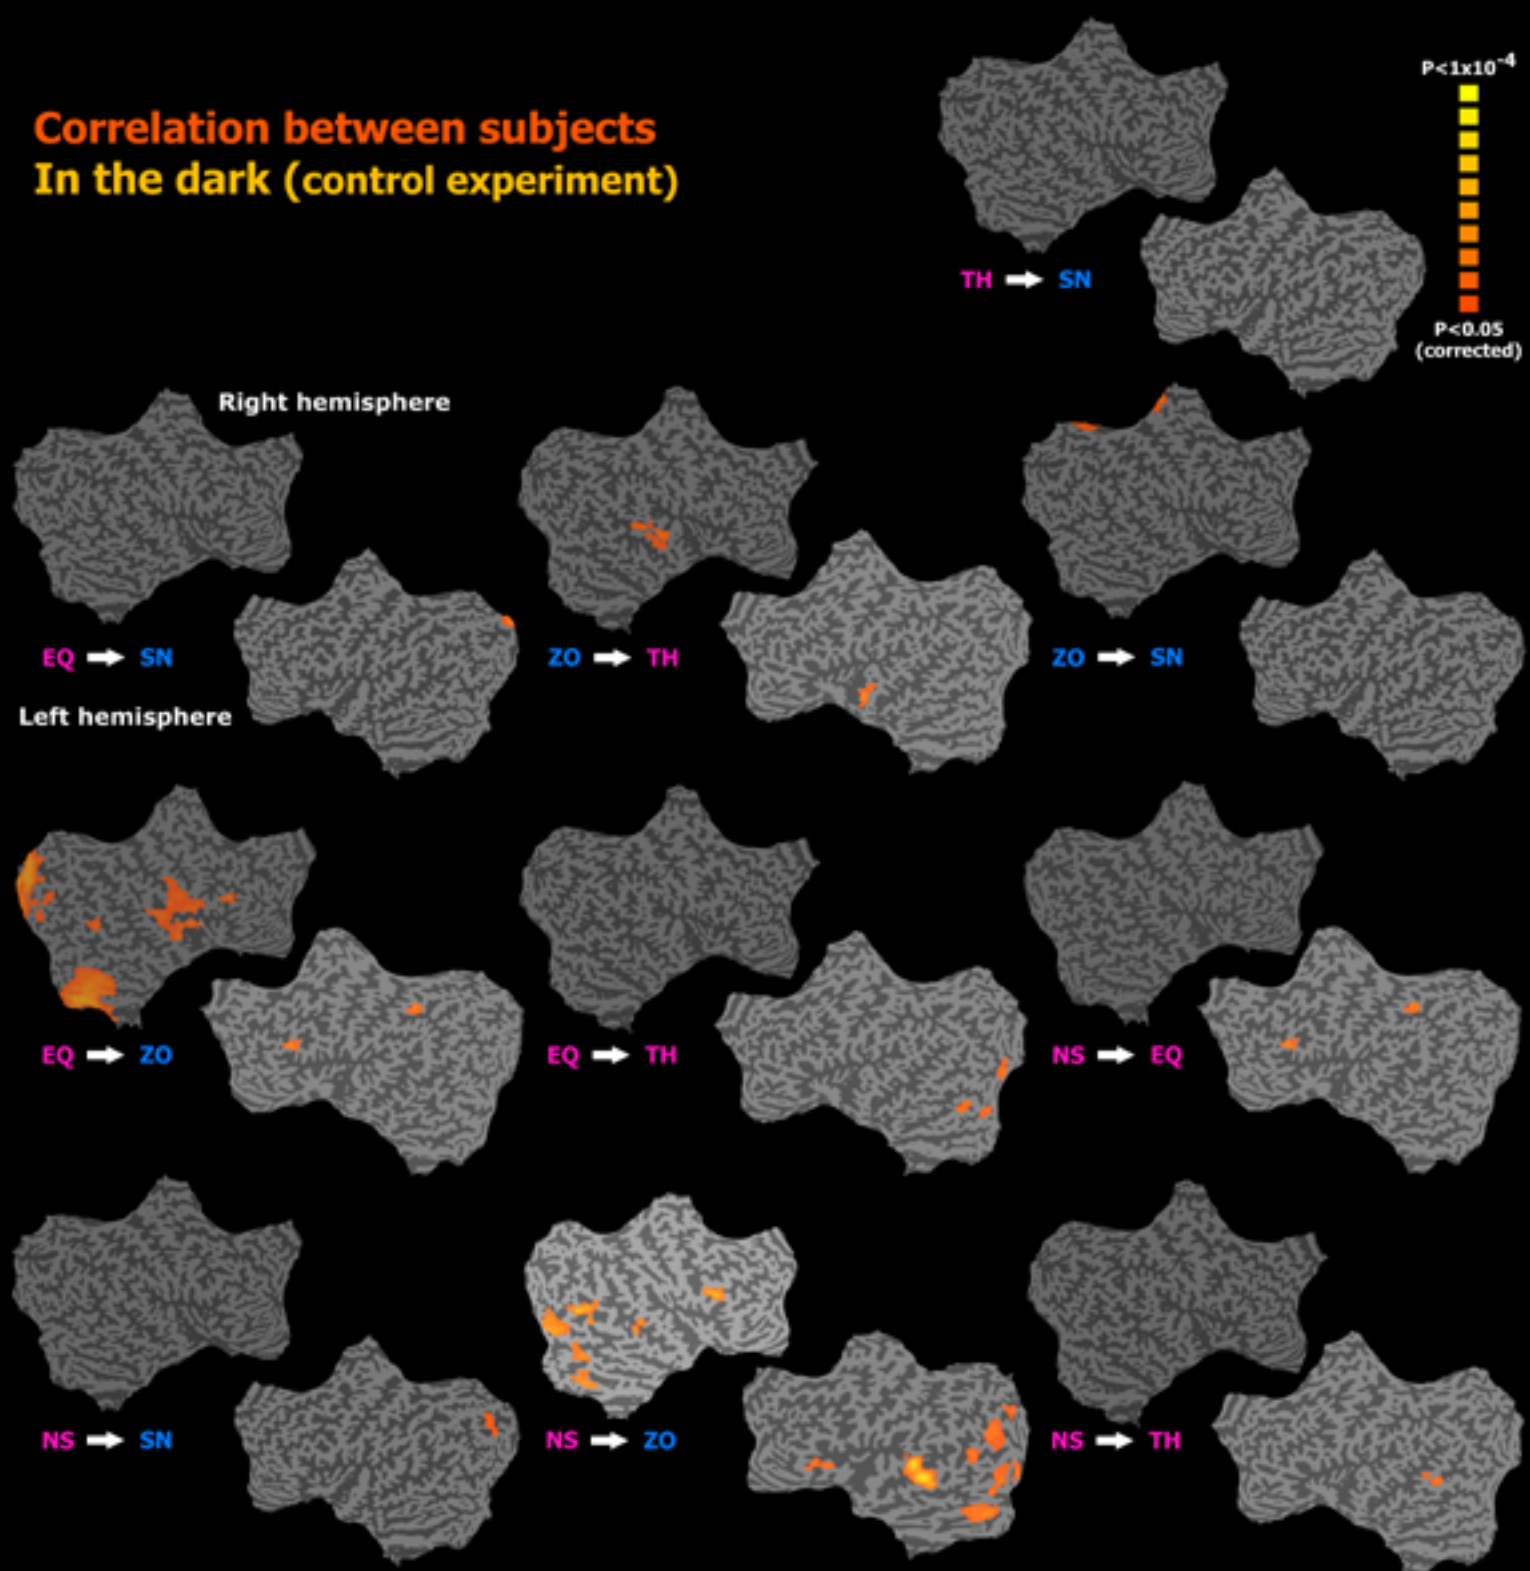 P<1x10-4
Correlation between subjects
In the dark (control experiment)
TH → SN
P<0.05
(corrected)
Right hemisphere
EQ → SN
ZO → TH
ZO → SN
Left hemisphere
EQ → ZO
EQ → TH
NS → EQ
NS → SN
NS → ZO
NS → TH